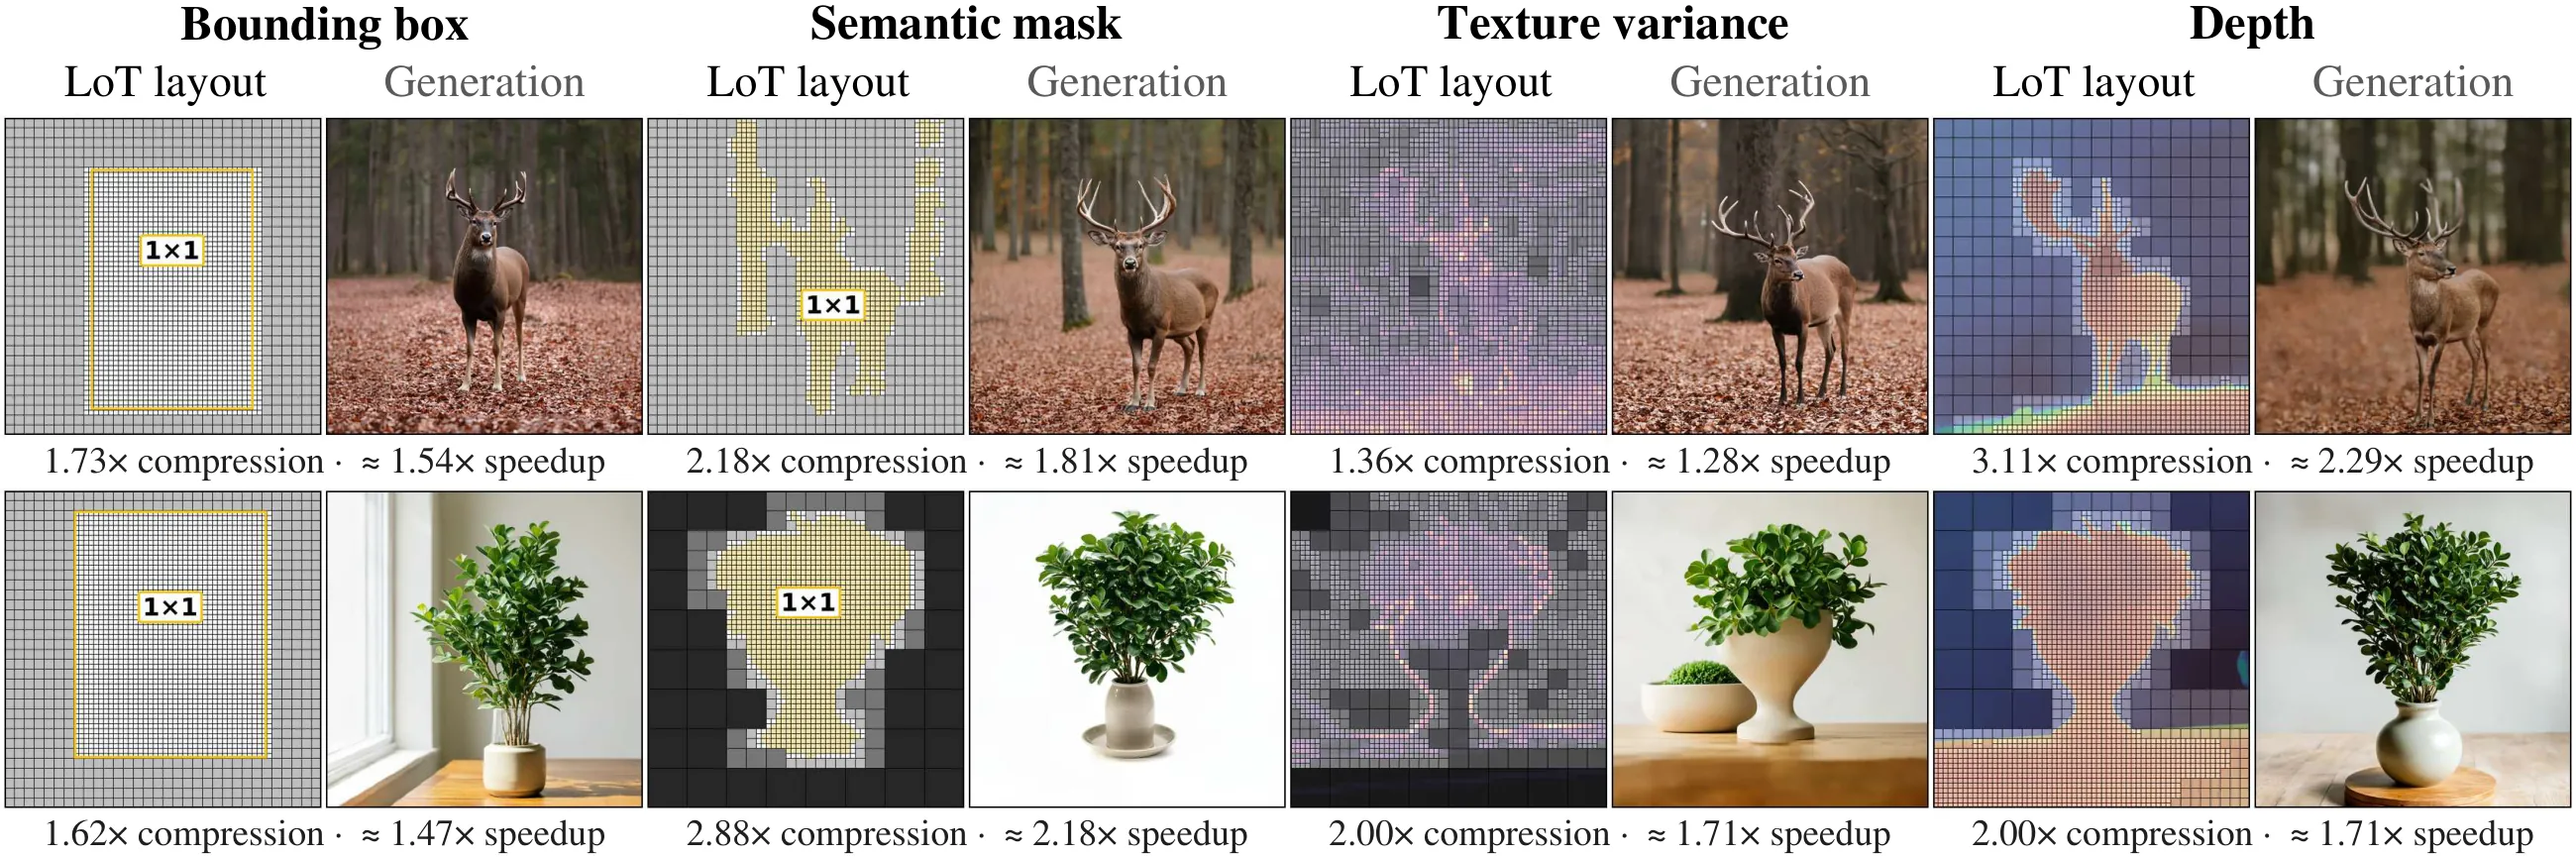 Bounding box
Semantic mask
Texture variance
Depth
LoT layout
Generation
LoT layout
Generation
LoT layout
Generation
LoT layout
Generation
1×1
1×1
1.73× compression · ≈ 1.54× speedup
2.18× compression · ≈ 1.81× speedup
1.36× compression · ≈ 1.28× speedup
3.11× compression · ≈ 2.29× speedup
1×1
1×1
1.62× compression · ≈ 1.47× speedup
2.88× compression · ≈ 2.18× speedup
2.00× compression · ≈ 1.71× speedup
2.00× compression · ≈ 1.71× speedup